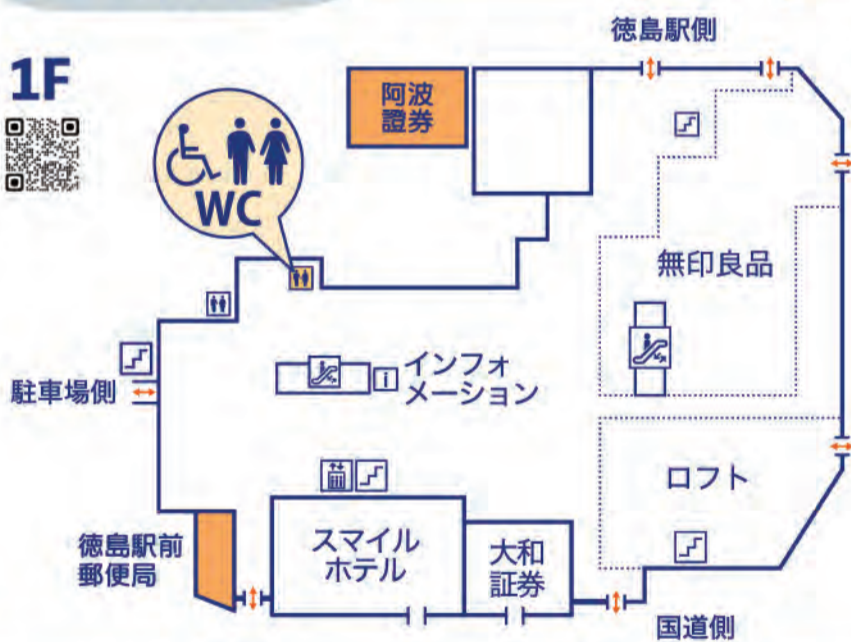 徳島駅側
1F
阿波
證券
WC
無印良品
インフォ
メーション
i
駐車場側
ロフト
徳島駅前
郵便局
スマイル
ホテル
大和
証券
国道側